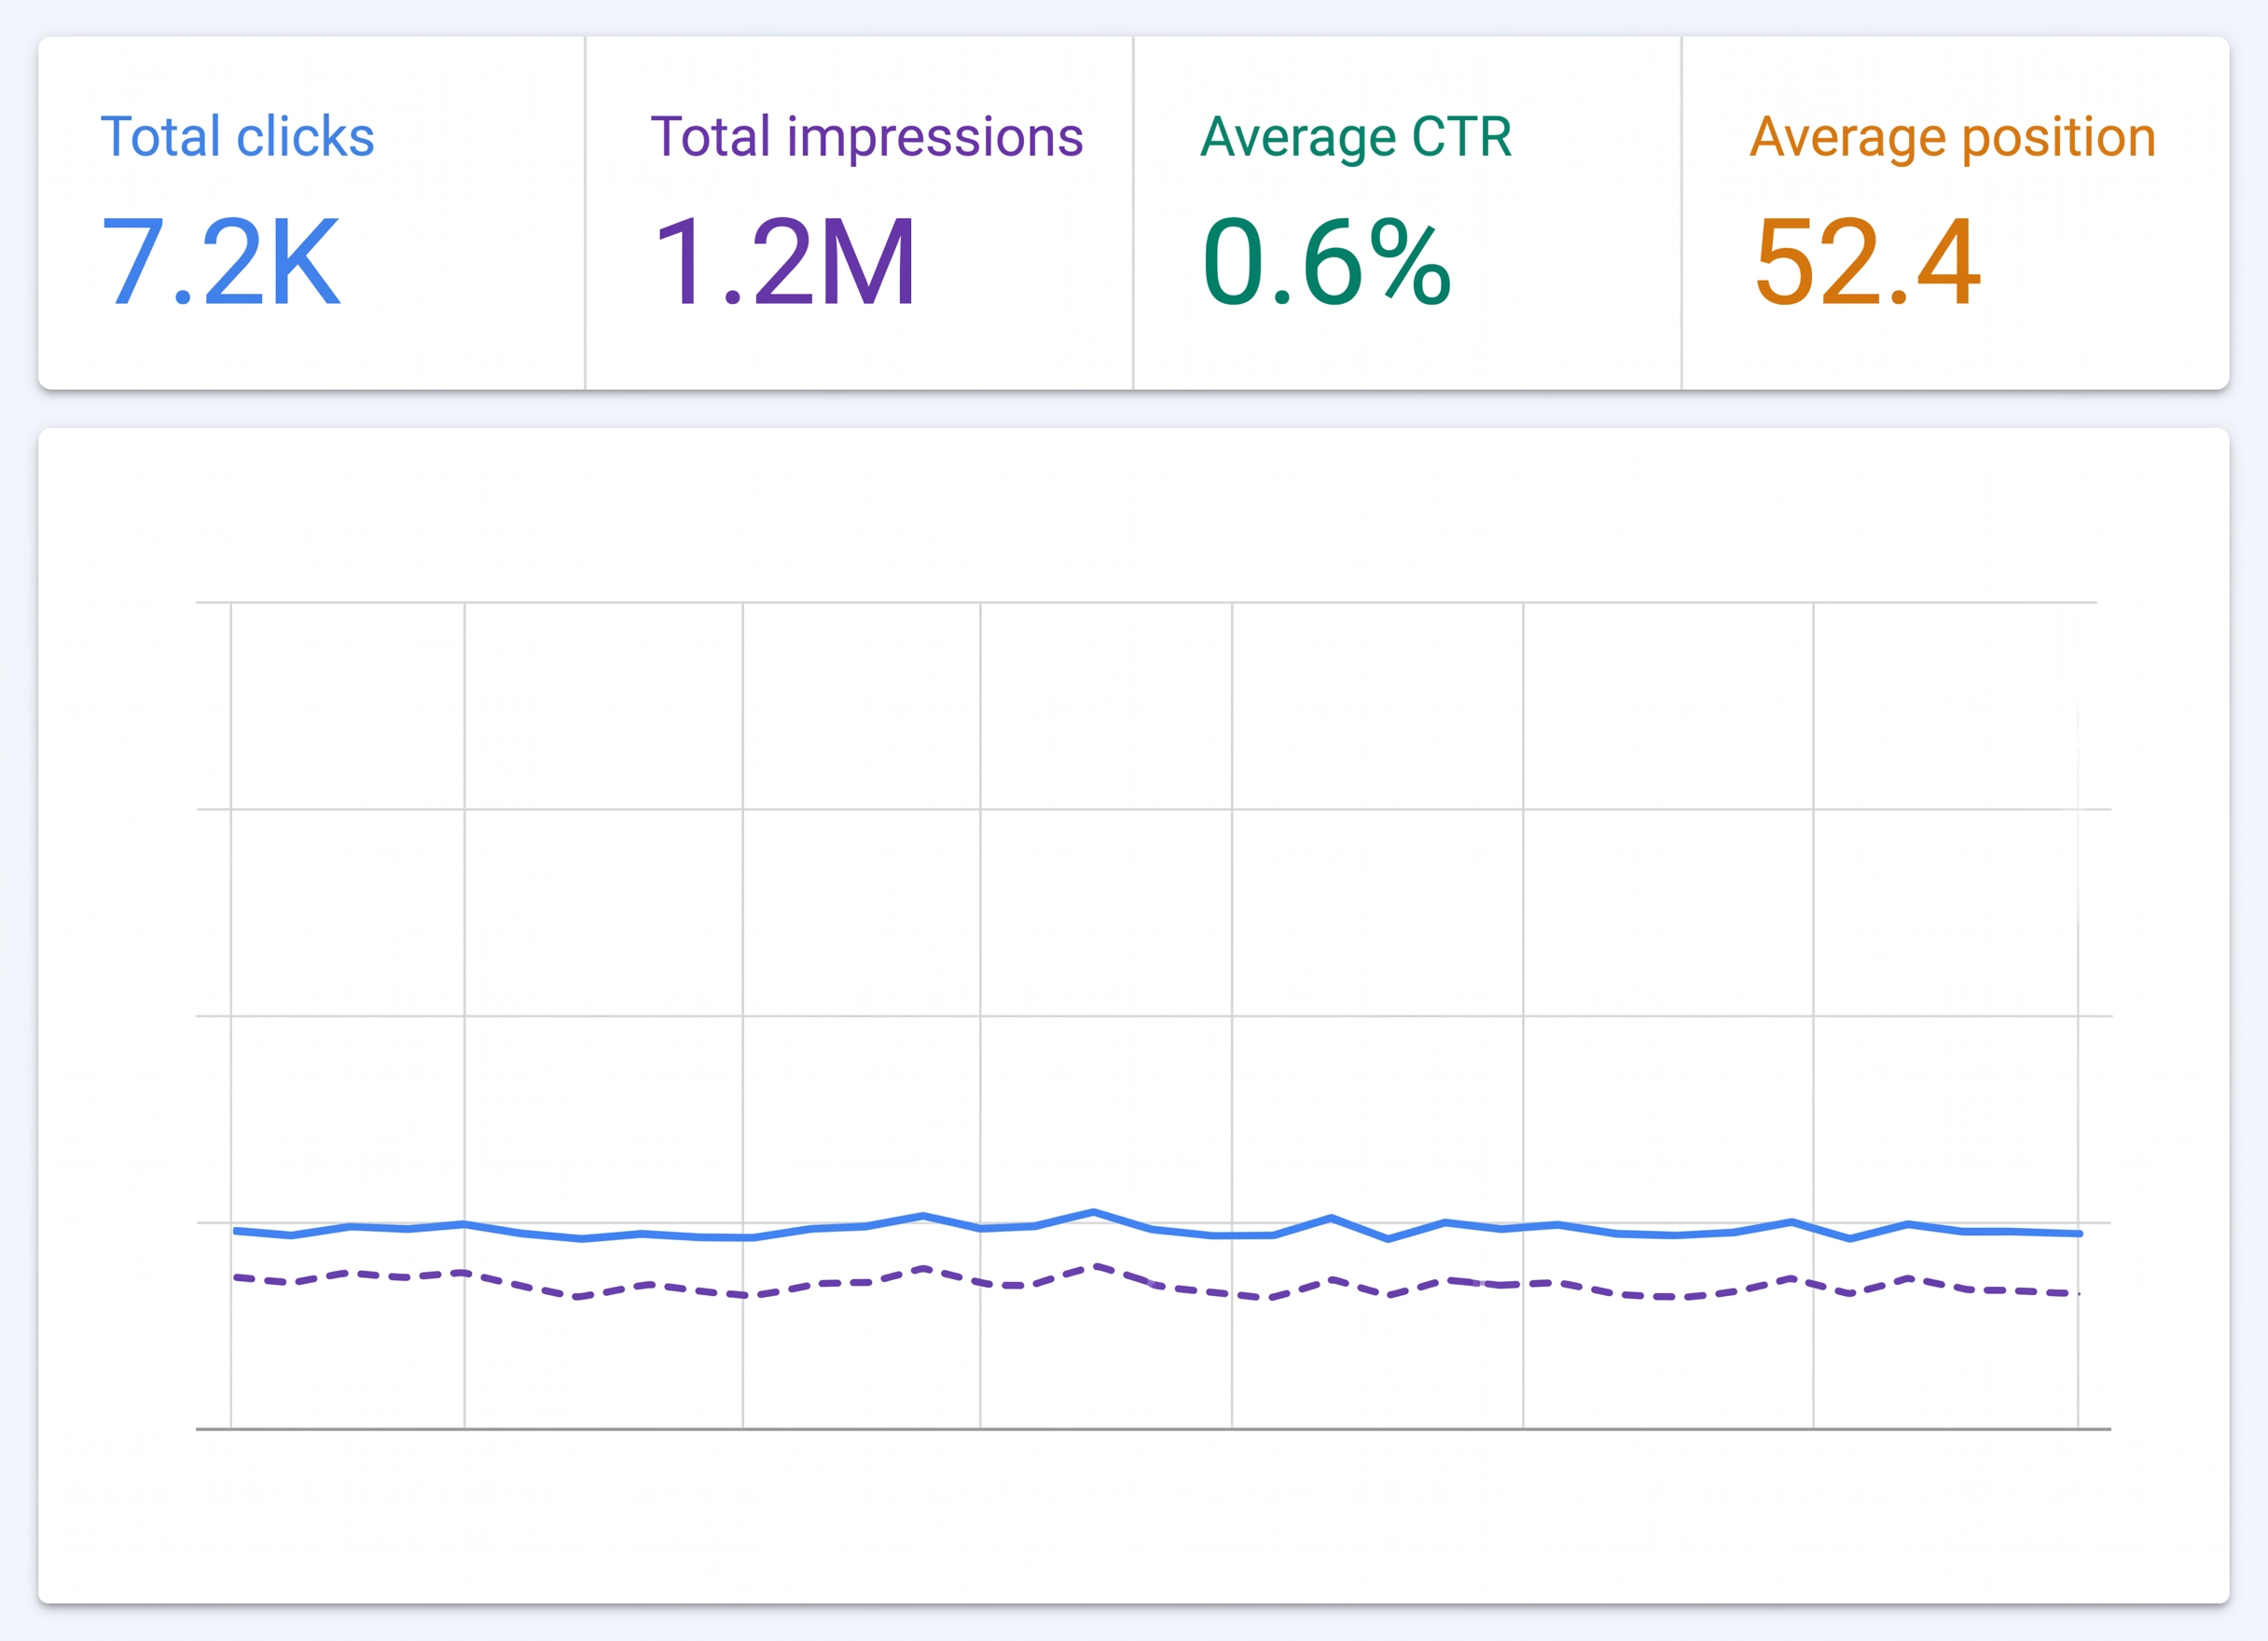 Total clicks
7.2K
Total impressions
1.2M
Average CTR
0.6%
Average position
52.4